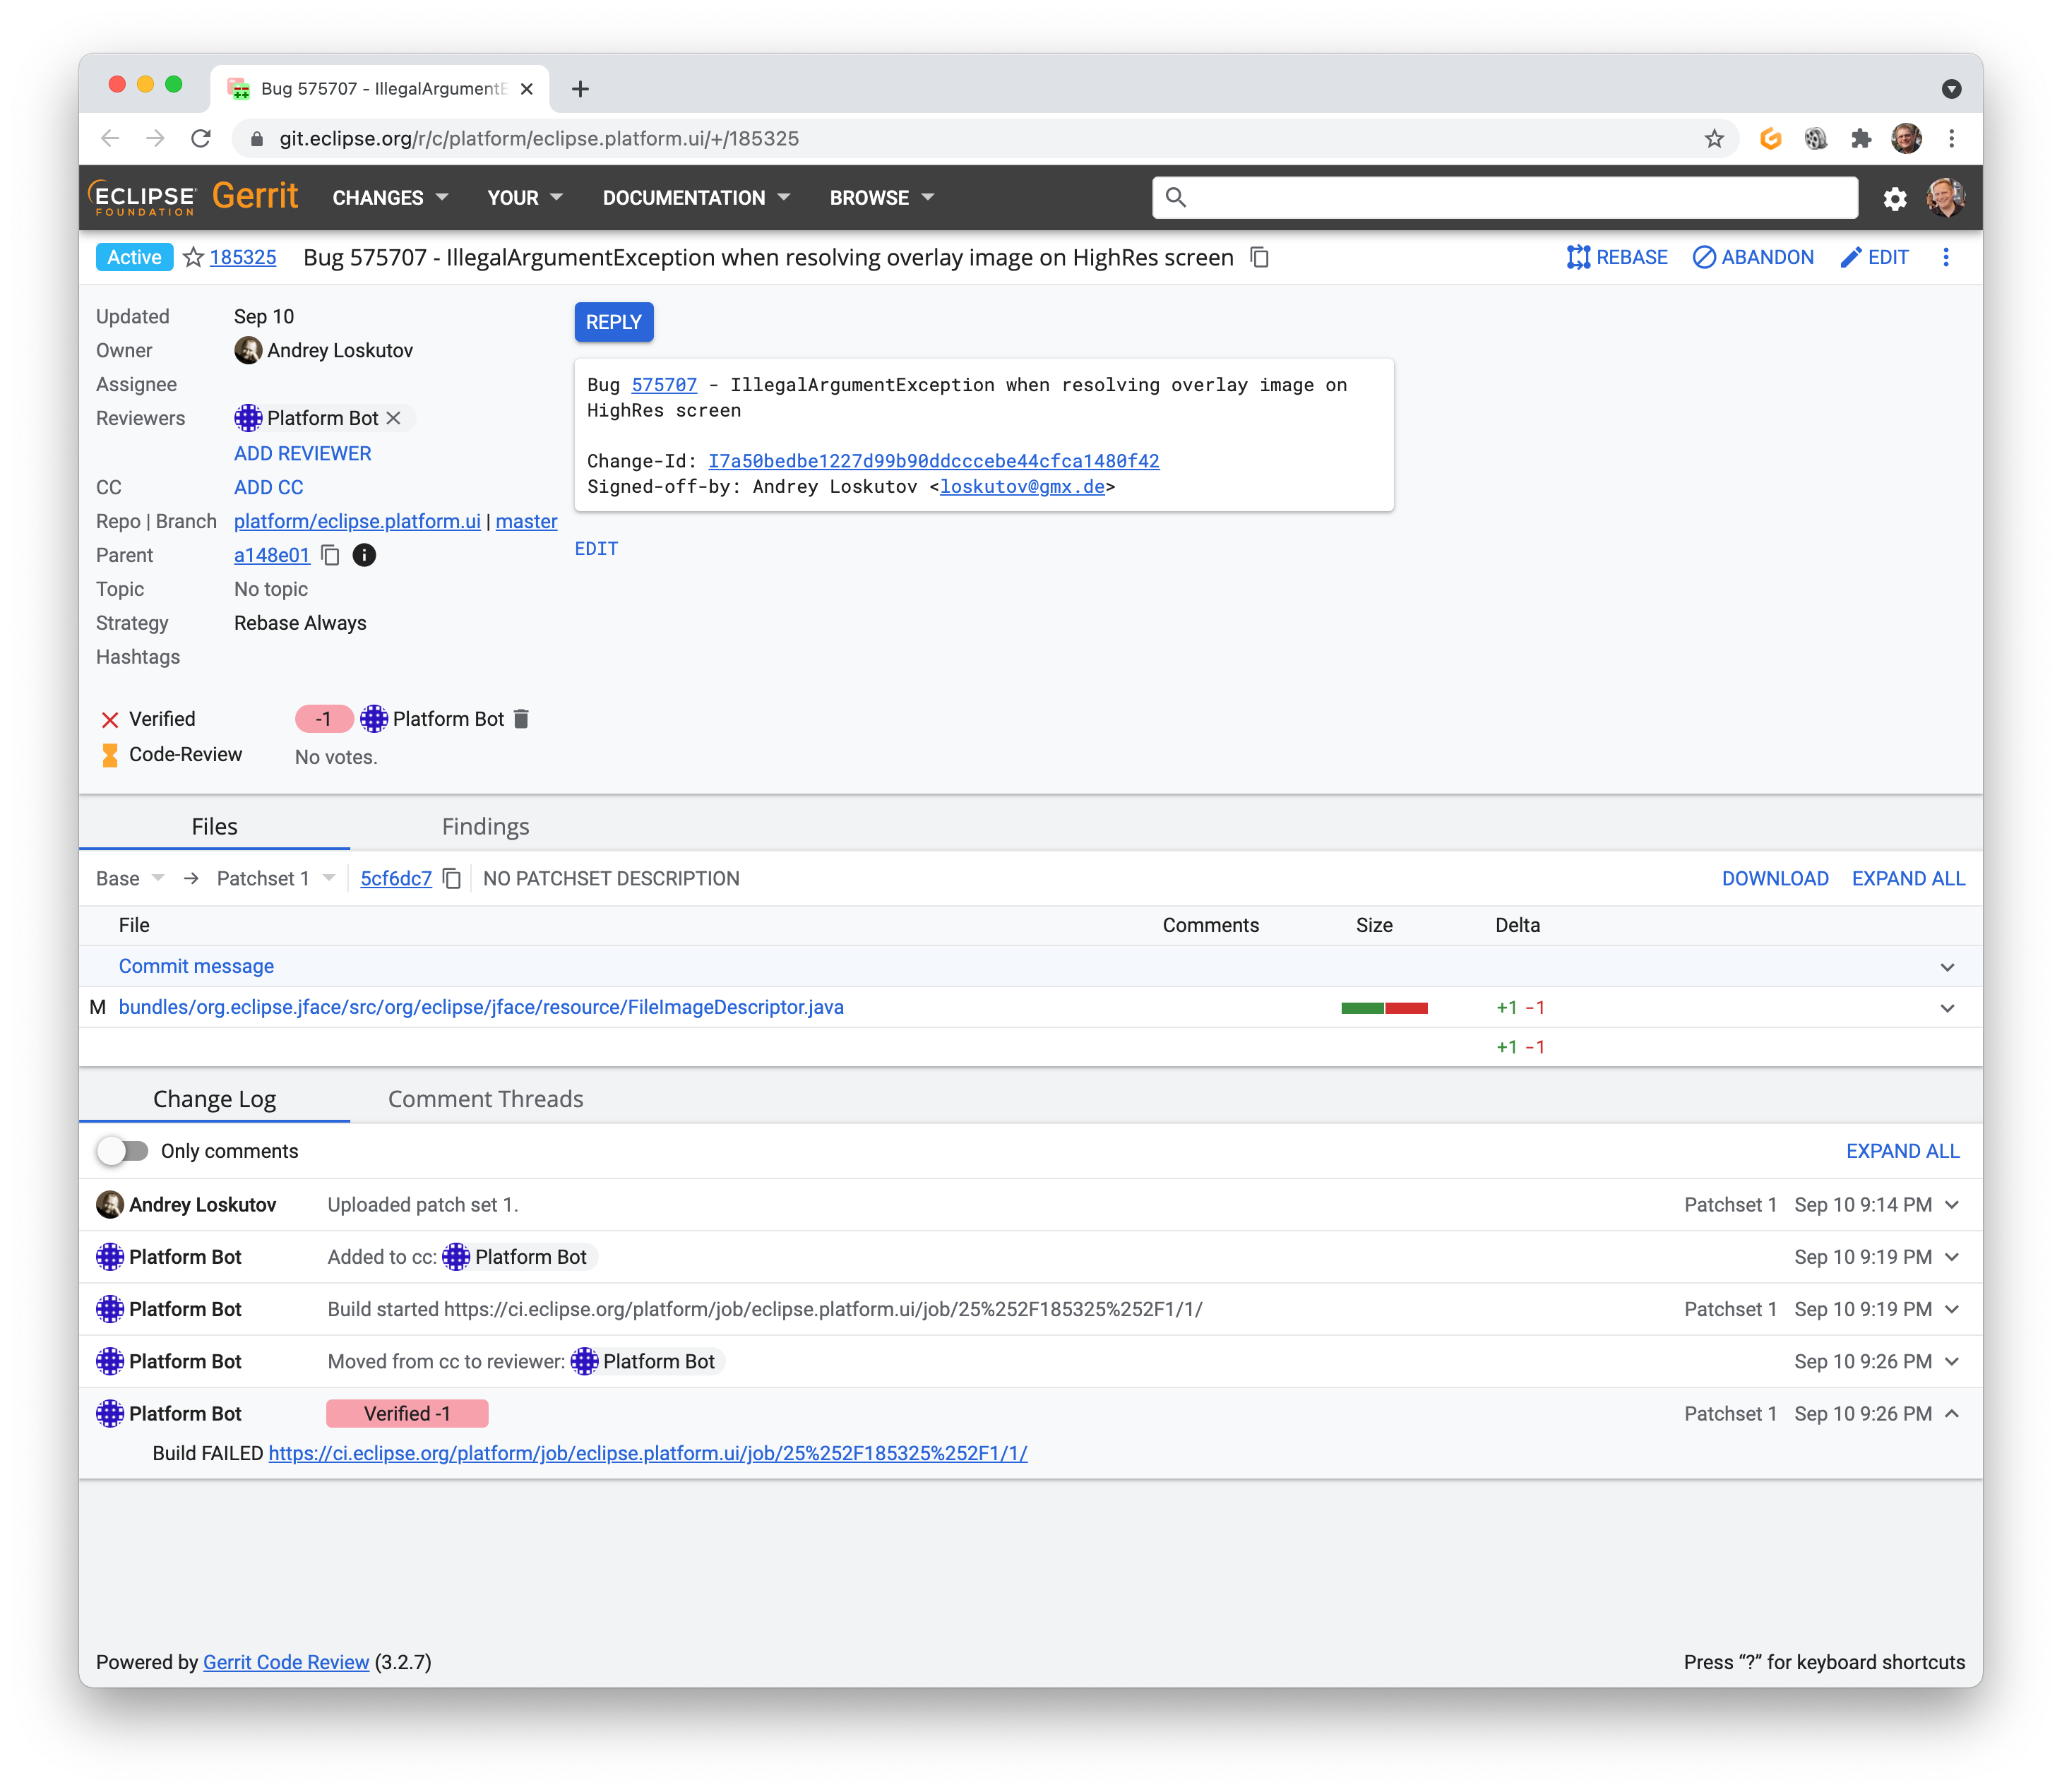 Bug 575707 - IllegalArgumentE
git.eclipse.org/r/c/platform/eclipse.platform.ui/+/185325
ECLIPSE FOUNDATION Gerrit CHANGES YOUR DOCUMENTATION BROWSE
Active 185325 Bug 575707 - IllegalArgumentException when resolving overlay image on HighRes screen REBASE ABANDON EDIT
Updated Sep 10
Owner Andrey Loskutov
Assignee
Reviewers Platform Bot
ADD REVIEWER
CC ADD CC
Repo | Branch platform/eclipse.platform.ui | master
Parent a148e01
Topic No topic
Strategy Rebase Always
Hashtags
Verified -1 Platform Bot
Code-Review No votes.
REPLY
Bug 575707 - IllegalArgumentException when resolving overlay image on
HighRes screen
Change-Id: I7a50bedbe1227d99b90ddcccebe44cfca1480f42
Signed-off-by: Andrey Loskutov <loskutov@gmx.de>
EDIT
Files Findings
Base → Patchset 1 5cf6dc7 NO PATCHSET DESCRIPTION DOWNLOAD EXPAND ALL
File Comments Size Delta
Commit message
M bundles/org.eclipse.jface/src/org/eclipse/jface/resource/FileImageDescriptor.java +1 −1
+1 −1
Change Log Comment Threads
Only comments EXPAND ALL
Andrey Loskutov Uploaded patch set 1. Patchset 1 Sep 10 9:14 PM
Platform Bot Added to cc: Platform Bot Sep 10 9:19 PM
Platform Bot Build started https://ci.eclipse.org/platform/job/eclipse.platform.ui/job/25%252F185325%252F1/1/ Patchset 1 Sep 10 9:19 PM
Platform Bot Moved from cc to reviewer: Platform Bot Sep 10 9:26 PM
Platform Bot Verified -1 Patchset 1 Sep 10 9:26 PM
Build FAILED https://ci.eclipse.org/platform/job/eclipse.platform.ui/job/25%252F185325%252F1/1/
Powered by Gerrit Code Review (3.2.7) Press “?” for keyboard shortcuts